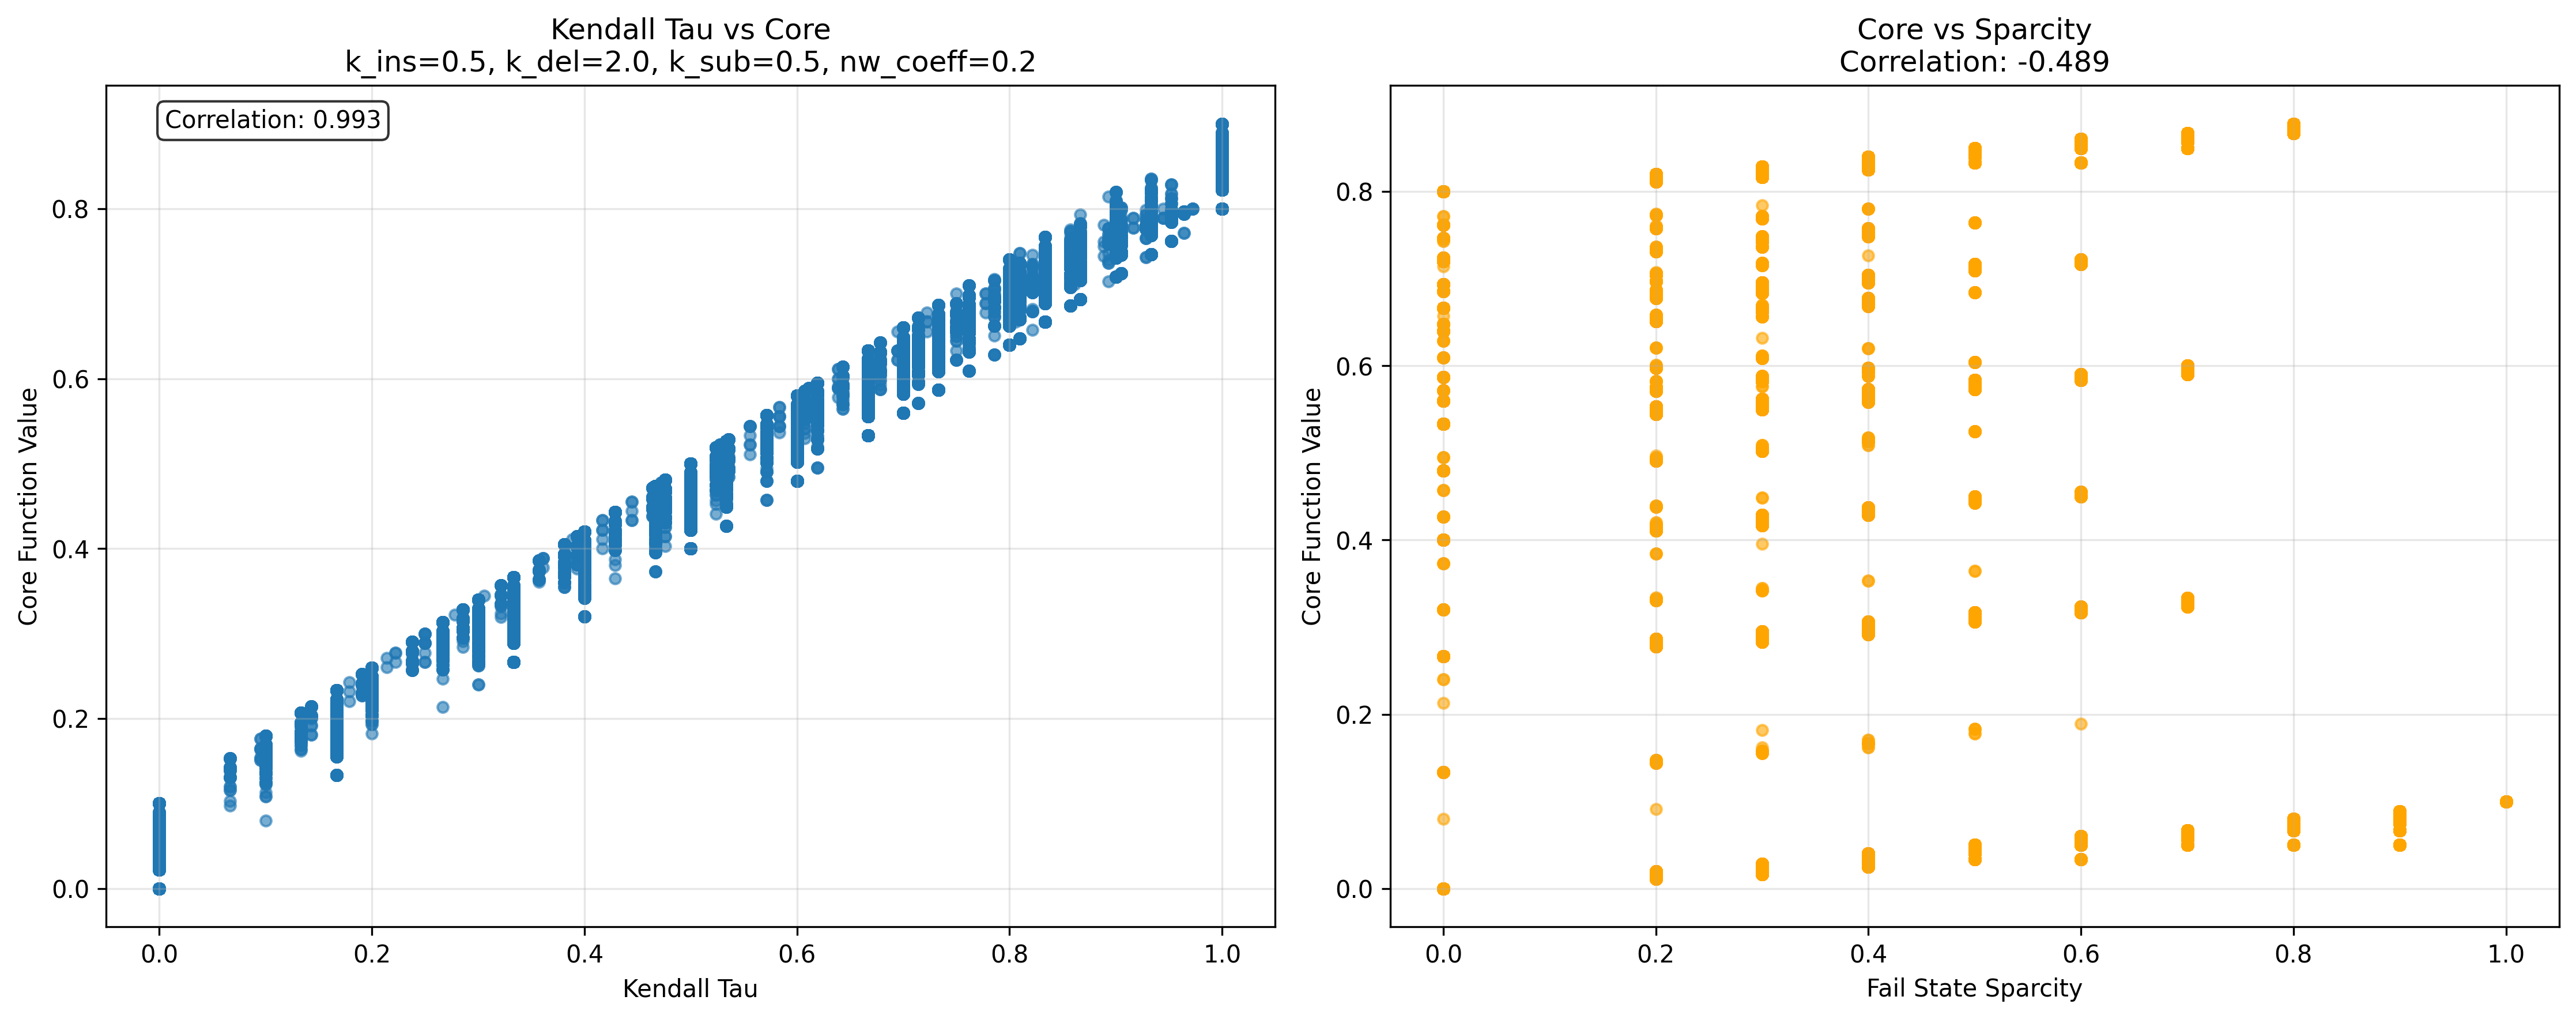 Kendall Tau vs Core
k_ins=0.5, k_del=2.0, k_sub=0.5, nw_coeff=0.2
Correlation: 0.993
Core Function Value
0.8
0.6
0.4
0.2
0.0
0.0 0.2 0.4 0.6 0.8 1.0
Kendall Tau
Core vs Sparcity
Correlation: -0.489
Core Function Value
0.8
0.6
0.4
0.2
0.0
0.0 0.2 0.4 0.6 0.8 1.0
Fail State Sparcity